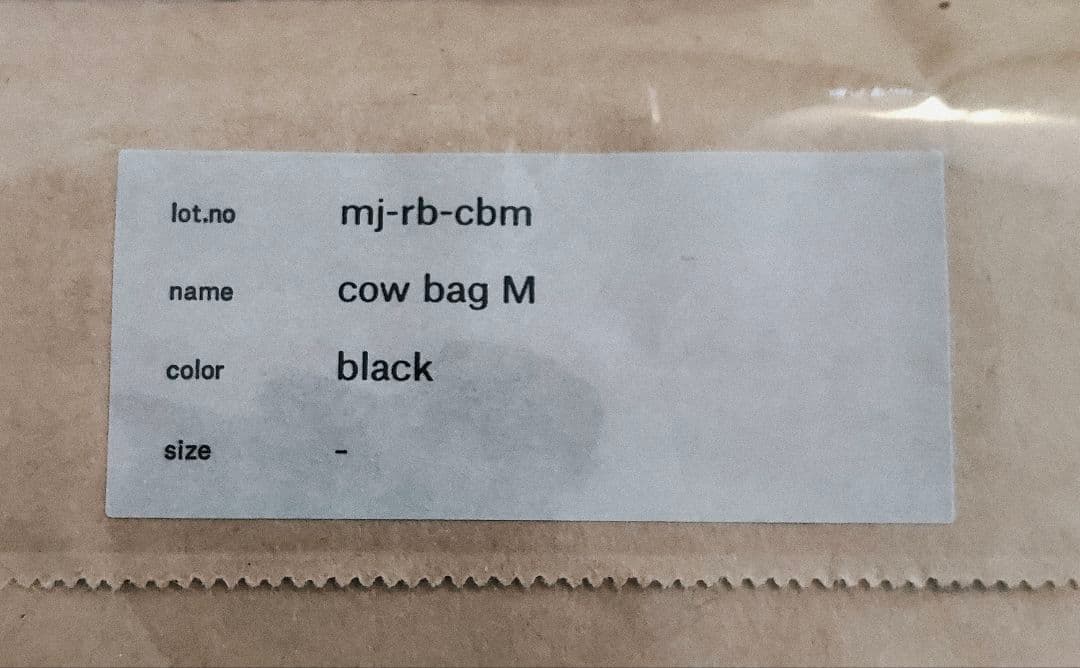 lot.no mj-rb-cbm
name cow bag M
color black
size -